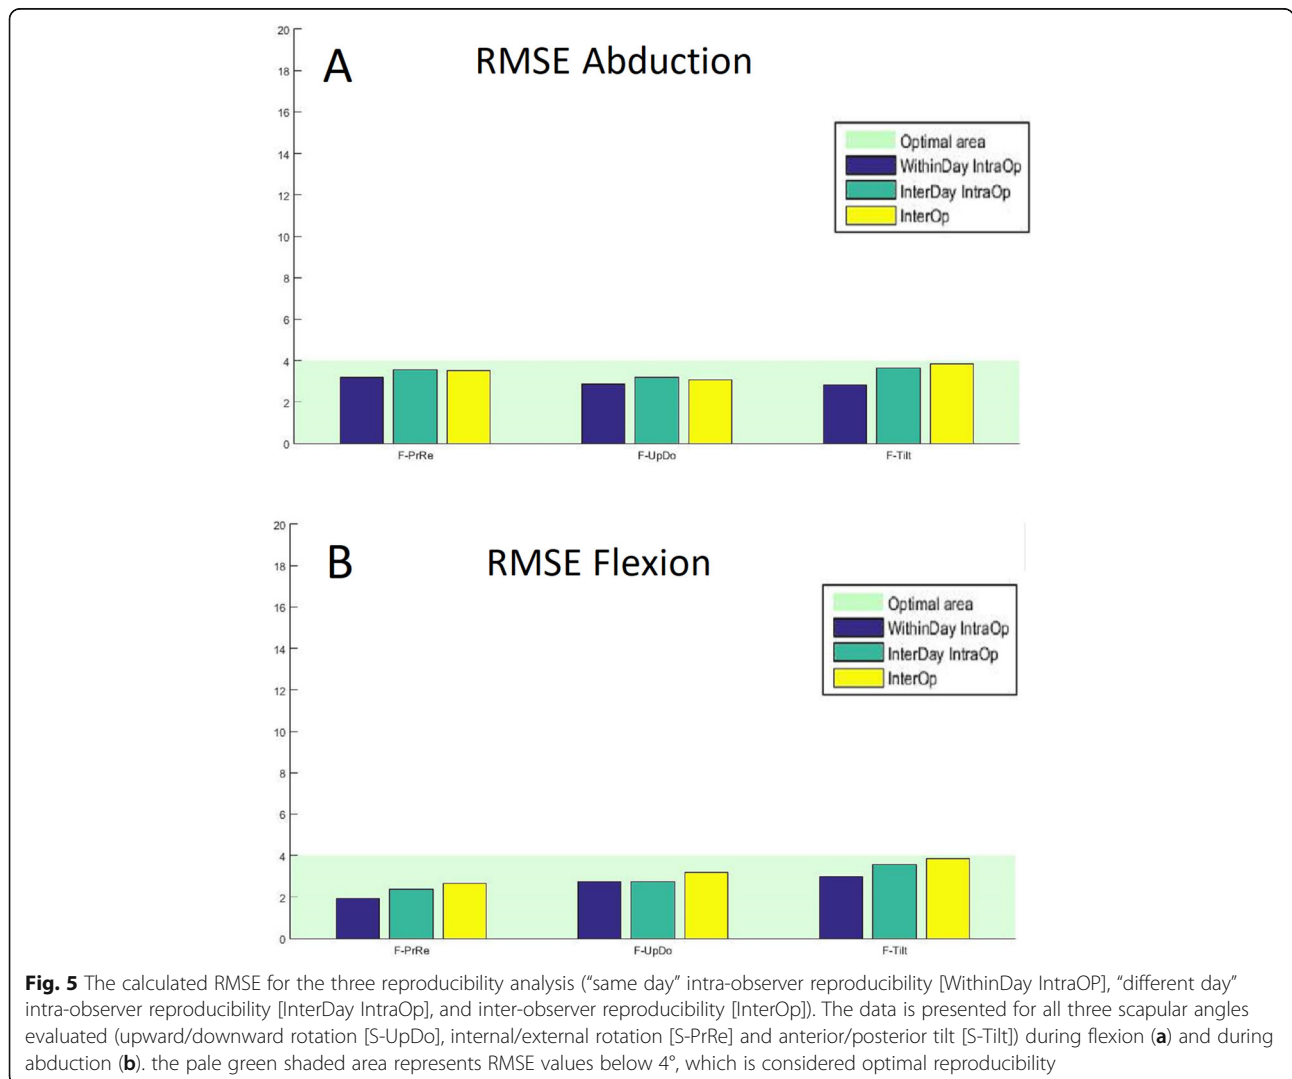 A
RMSE Abduction
20
18
16
14
12
10
8
6
4
2
0
Optimal area
WithinDay IntraOp
InterDay IntraOp
InterOp
F-PrRe
F-UpDo
F-Tilt
B
RMSE Flexion
20
18
16
14
12
10
8
6
4
2
0
Optimal area
WithinDay IntraOp
InterDay IntraOp
InterOp
F-PrRe
F-UpDo
F-Tilt
Fig. 5 The calculated RMSE for the three reproducibility analysis (“same day” intra-observer reproducibility [WithinDay IntraOP], “different day”
intra-observer reproducibility [InterDay IntraOp], and inter-observer reproducibility [InterOp]). The data is presented for all three scapular angles
evaluated (upward/downward rotation [S-UpDo], internal/external rotation [S-PrRe] and anterior/posterior tilt [S-Tilt]) during flexion (a) and during
abduction (b). the pale green shaded area represents RMSE values below 4°, which is considered optimal reproducibility